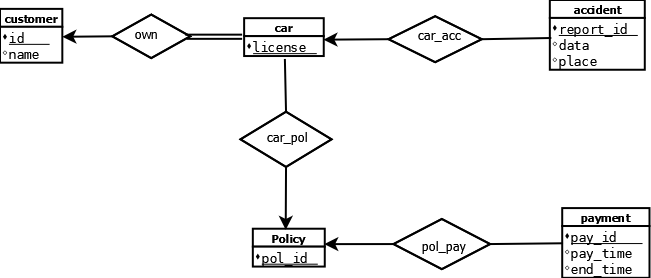 customer
id
name
own
car
license
car_acc
accident
report_id
data
place
car_pol
Policy
pol_id
pol_pay
payment
pay_id
pay_time
end_time